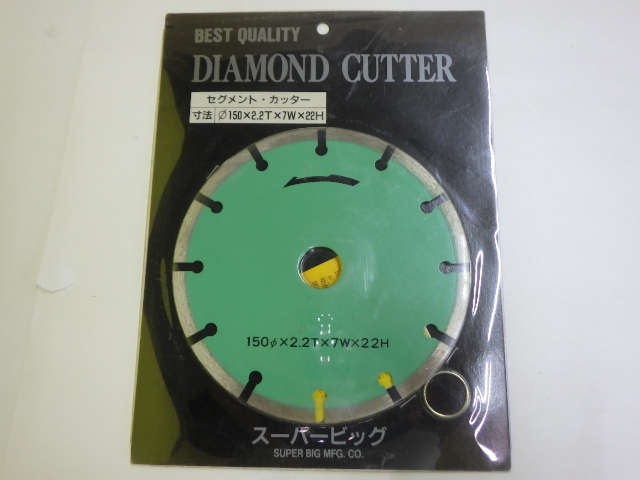 BEST QUALITY
DIAMOND CUTTER
セグメント・カッター
寸法 ∅150×2.2T×7W×22H
150φ×2.2T×7W×22H
スーパービッグ
SUPER BIG MFG. CO.